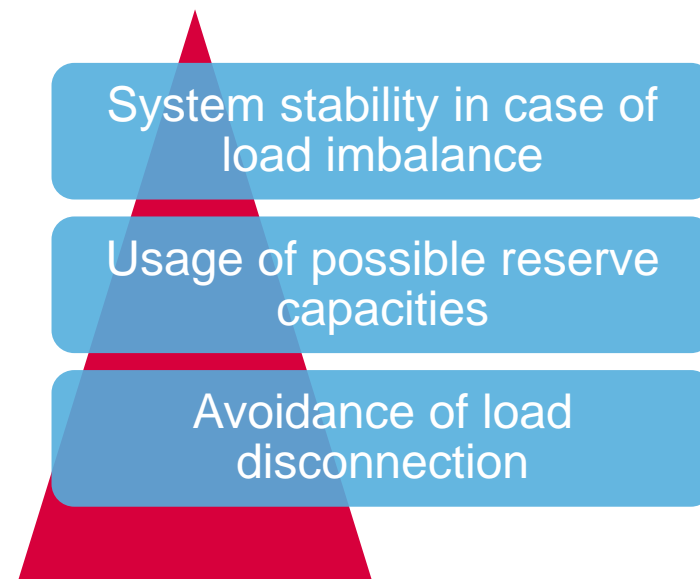 System stability in case of
load imbalance
Usage of possible reserve
capacities
Avoidance of load
disconnection